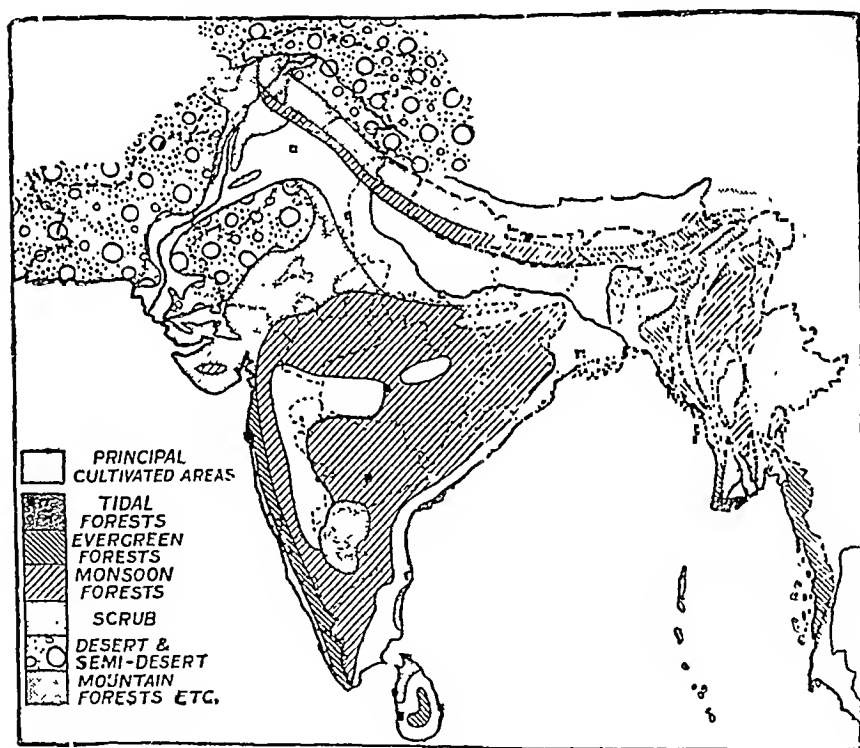 PRINCIPAL
CULTIVATED AREAS
TIDAL
FORESTS
EVERGREEN
FORESTS
MONSOON
FORESTS
SCRUB
DESERT &
SEMI-DESERT
MOUNTAIN
FORESTS ETC.